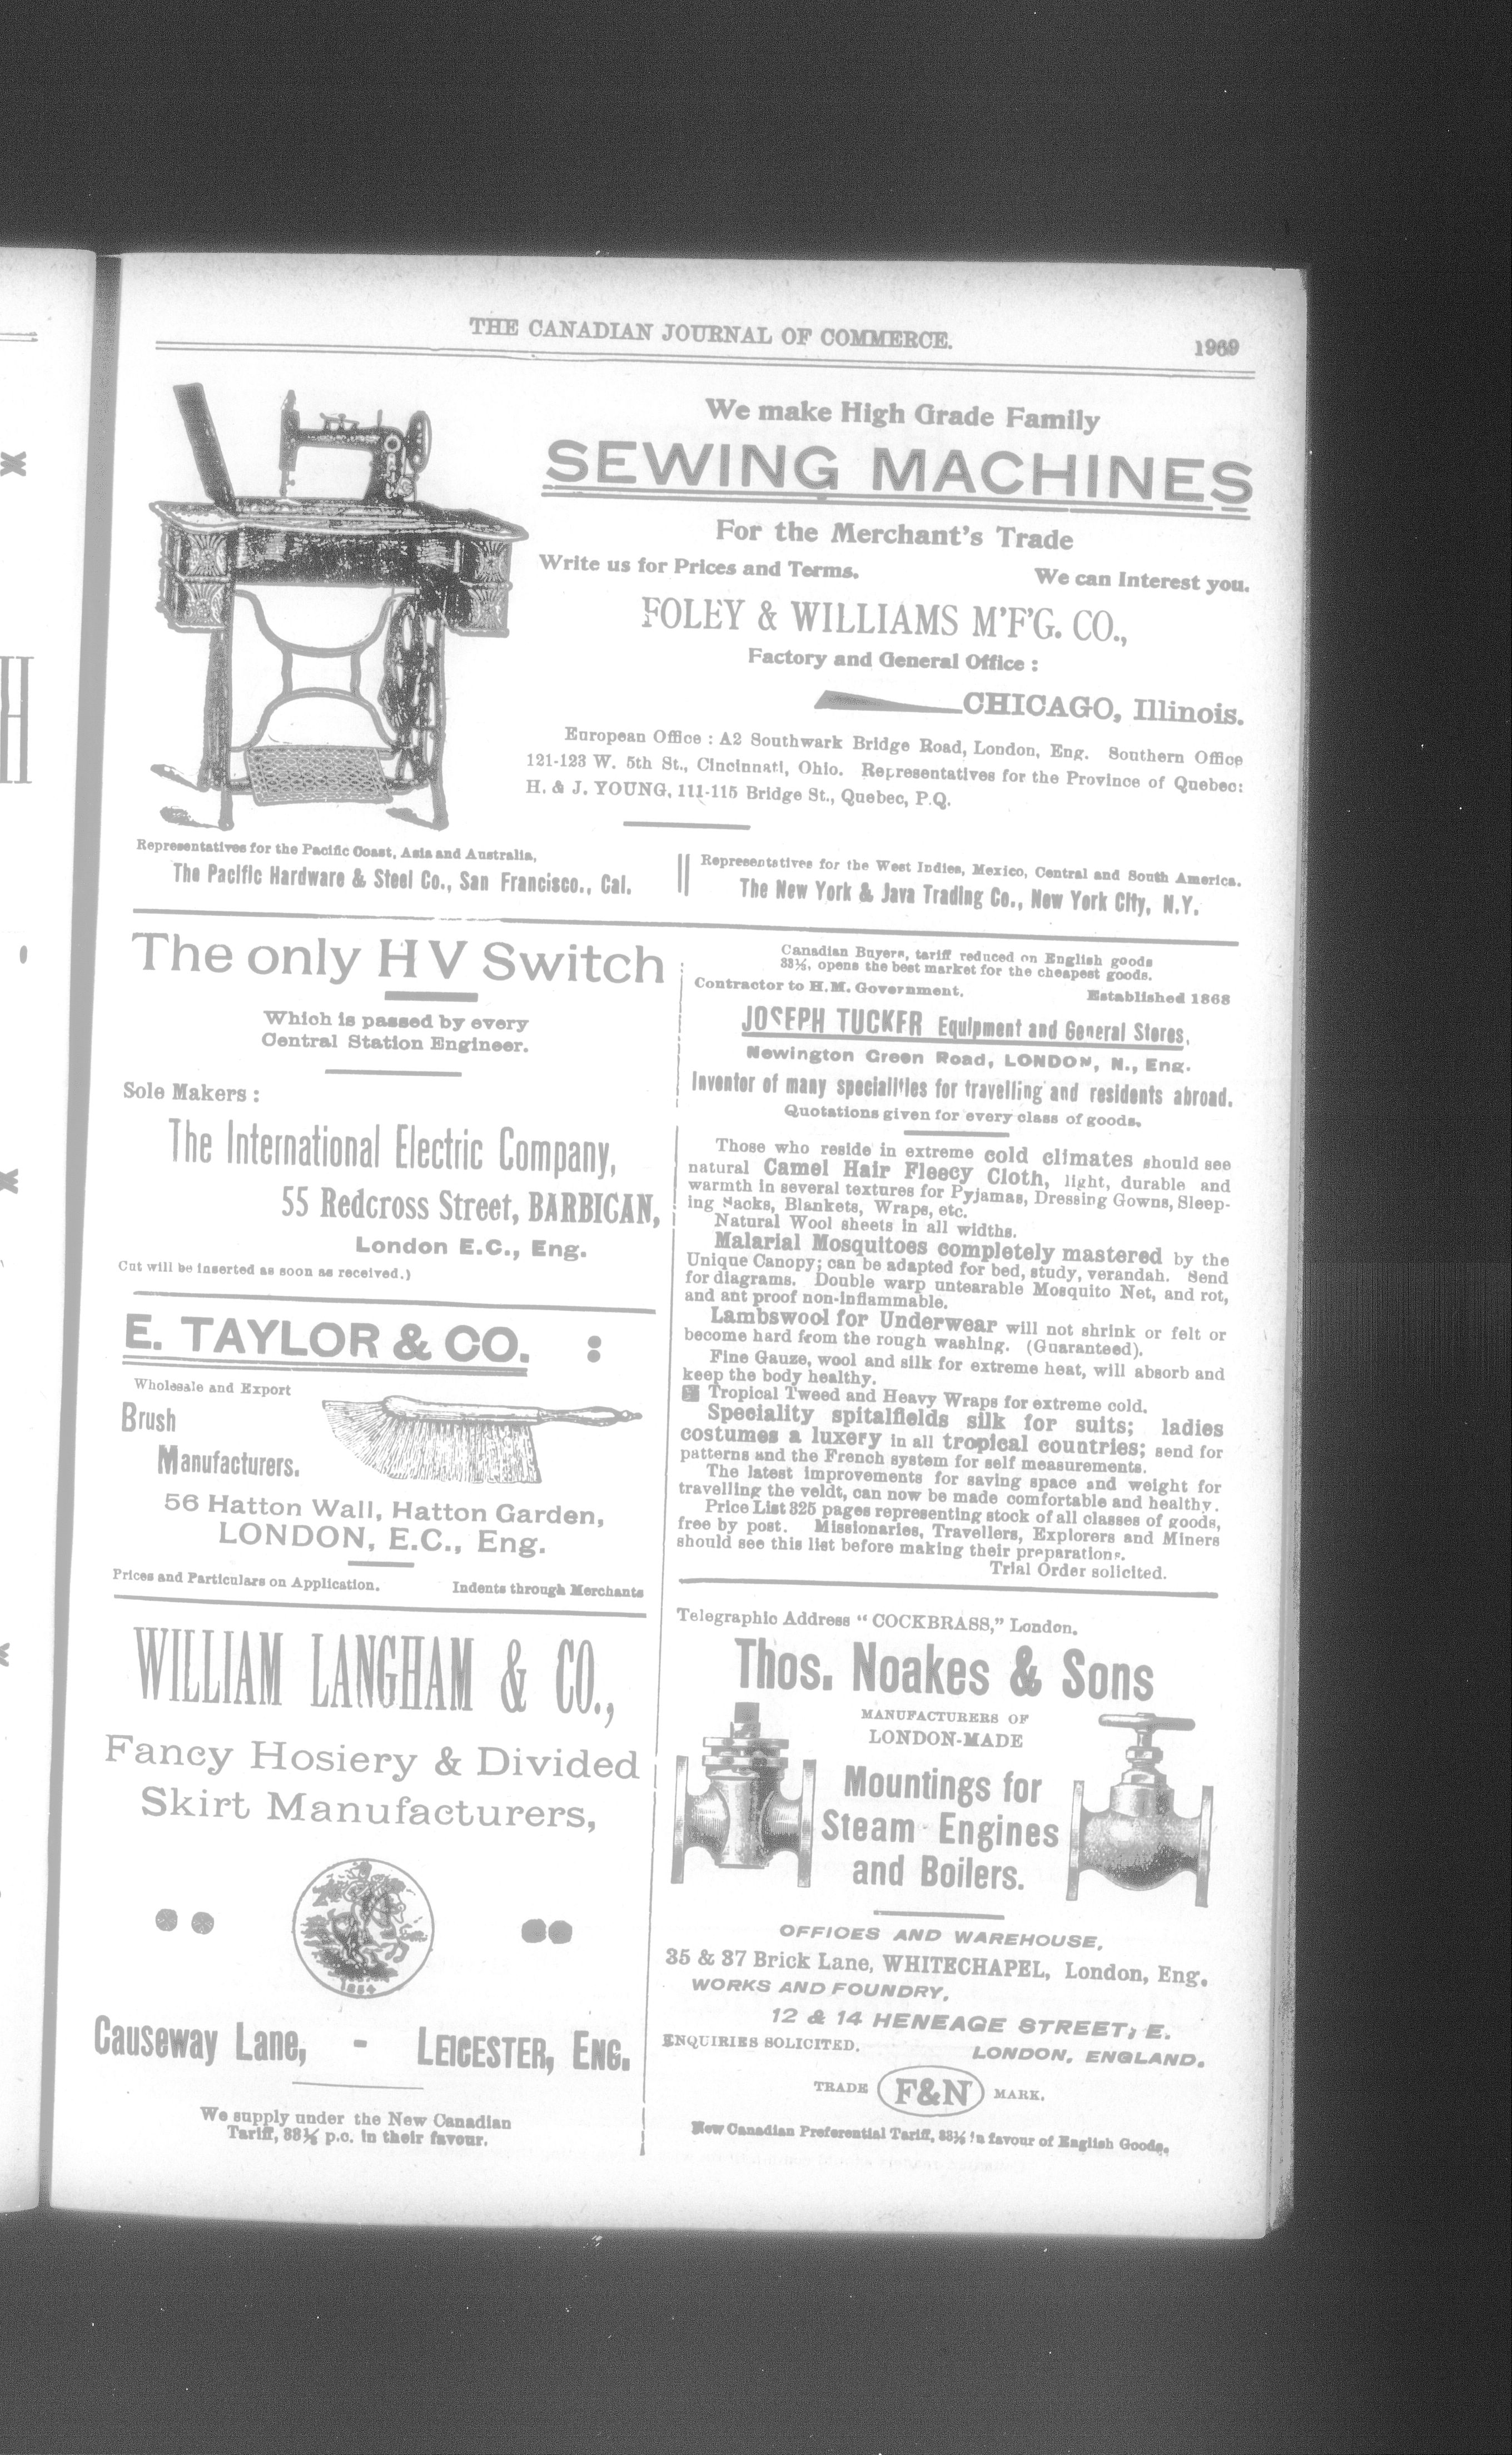 THE CANADIAN JOURNAL OF COMMERCE.
1969
We make High Grade Family
SEWING MACHINES
For the Merchant's Trade
Write us for Prices and Terms. We can Interest you.
FOLEY & WILLIAMS M'F'G. CO.,
Factory and General Office :
CHICAGO, Illinois.
European Office : A2 Southwark Bridge Road, London, Eng. Southern Office
121-123 W. 5th St., Cincinnati, Ohio. Representatives for the Province of Quebec:
H. & J. YOUNG, 111-115 Bridge St., Quebec, P.Q.
Representatives for the Pacific Coast, Asia and Australia,
The Pacific Hardware & Steel Co., San Francisco., Cal.
Representatives for the West Indies, Mexico, Central and South America.
The New York & Java Trading Co., New York City, N.Y.
The only H V Switch
Which is passed by every
Central Station Engineer.
Sole Makers :
The International Electric Company,
55 Redcross Street, BARBICAN,
London E.C., Eng.
Cut will be inserted as soon as received.)
E. TAYLOR & CO. :
Wholesale and Export
Brush
Manufacturers.
56 Hatton Wall, Hatton Garden,
LONDON, E.C., Eng.
Prices and Particulars on Application. Indents through Merchants
WILLIAM LANGHAM & CO.,
Fancy Hosiery & Divided
Skirt Manufacturers,
1884
Causeway Lane, - LEICESTER, ENG.
We supply under the New Canadian
Tariff, 33⅓ p.c. in their favour.
Canadian Buyers, tariff reduced on English goods
33⅓, opens the best market for the cheapest goods.
Contractor to H.M. Government. Established 1868
JOSEPH TUCKER Equipment and General Stores,
Newington Green Road, LONDON, N., Eng.
Inventor of many specialities for travelling and residents abroad.
Quotations given for every class of goods.
Those who reside in extreme cold climates should see
natural Camel Hair Fleecy Cloth, light, durable and
warmth in several textures for Pyjamas, Dressing Gowns, Sleep-
ing Sacks, Blankets, Wraps, etc.
Natural Wool sheets in all widths.
Malarial Mosquitoes completely mastered by the
Unique Canopy; can be adapted for bed, study, verandah. Send
for diagrams. Double warp untearable Mosquito Net, and rot,
and ant proof non-inflammable.
Lambswool for Underwear will not shrink or felt or
become hard from the rough washing. (Guaranteed).
Fine Gauze, wool and silk for extreme heat, will absorb and
keep the body healthy.
Tropical Tweed and Heavy Wraps for extreme cold.
Speciality spitalfields silk for suits; ladies
costumes a luxery in all tropical countries; send for
patterns and the French system for self measurements.
The latest improvements for saving space and weight for
travelling the veldt, can now be made comfortable and healthy.
Price List 325 pages representing stock of all classes of goods,
free by post. Missionaries, Travellers, Explorers and Miners
should see this list before making their preparations.
Trial Order solicited.
Telegraphic Address "COCKBRASS," London.
Thos. Noakes & Sons
MANUFACTURERS OF
LONDON-MADE
Mountings for
Steam Engines
and Boilers.
OFFICES AND WAREHOUSE,
35 & 37 Brick Lane, WHITECHAPEL, London, Eng.
WORKS AND FOUNDRY,
12 & 14 HENEAGE STREET, E.
ENQUIRIES SOLICITED. LONDON, ENGLAND.
TRADE F&N MARK.
New Canadian Preferential Tariff, 33⅓ in favour of English Goods.